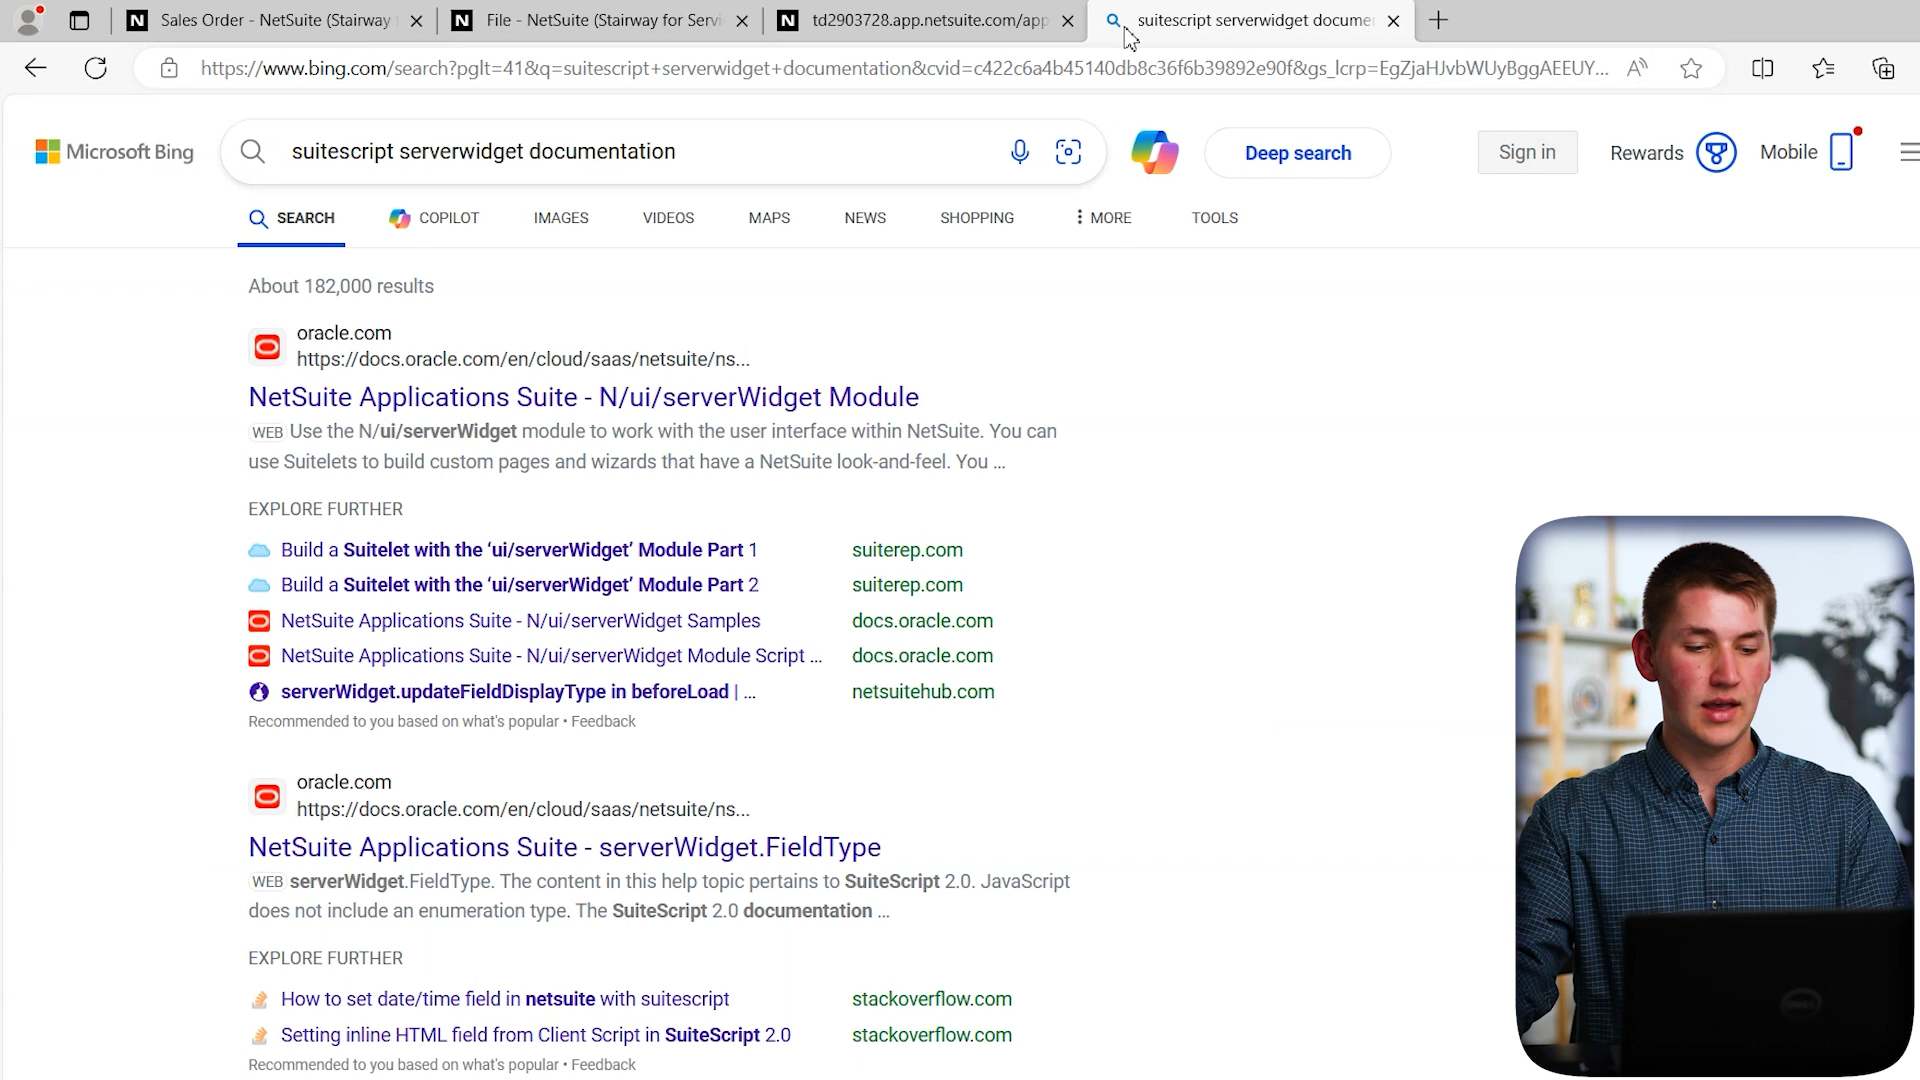 Sales Order - NetSuite (Stairway
File - NetSuite (Stairway for Servi
td2903728.app.netsuite.com/app
suitescript serverwidget docume
https://www.bing.com/search?pglt=41&q=suitescript+serverwidget+documentation&cvid=c422c6a4b45140db8c36f6b39892e90f&gs_lcrp=EgZjaHJvbWUyBggAEEUY...
Microsoft Bing
suitescript serverwidget documentation
Deep search
Sign in
Rewards
Mobile
SEARCH
COPILOT
IMAGES
VIDEOS
MAPS
NEWS
SHOPPING
MORE
TOOLS
About 182,000 results
oracle.com
https://docs.oracle.com/en/cloud/saas/netsuite/ns...
NetSuite Applications Suite - N/ui/serverWidget Module
WEB Use the N/ui/serverWidget module to work with the user interface within NetSuite. You can
use Suitelets to build custom pages and wizards that have a NetSuite look-and-feel. You ...
EXPLORE FURTHER
Build a Suitelet with the ‘ui/serverWidget’ Module Part 1 suiterep.com
Build a Suitelet with the ‘ui/serverWidget’ Module Part 2 suiterep.com
NetSuite Applications Suite - N/ui/serverWidget Samples docs.oracle.com
NetSuite Applications Suite - N/ui/serverWidget Module Script ... docs.oracle.com
serverWidget.updateFieldDisplayType in beforeLoad | ... netsuitehub.com
Recommended to you based on what's popular • Feedback
oracle.com
https://docs.oracle.com/en/cloud/saas/netsuite/ns...
NetSuite Applications Suite - serverWidget.FieldType
WEB serverWidget.FieldType. The content in this help topic pertains to SuiteScript 2.0. JavaScript
does not include an enumeration type. The SuiteScript 2.0 documentation ...
EXPLORE FURTHER
How to set date/time field in netsuite with suitescript stackoverflow.com
Setting inline HTML field from Client Script in SuiteScript 2.0 stackoverflow.com
Recommended to you based on what's popular • Feedback